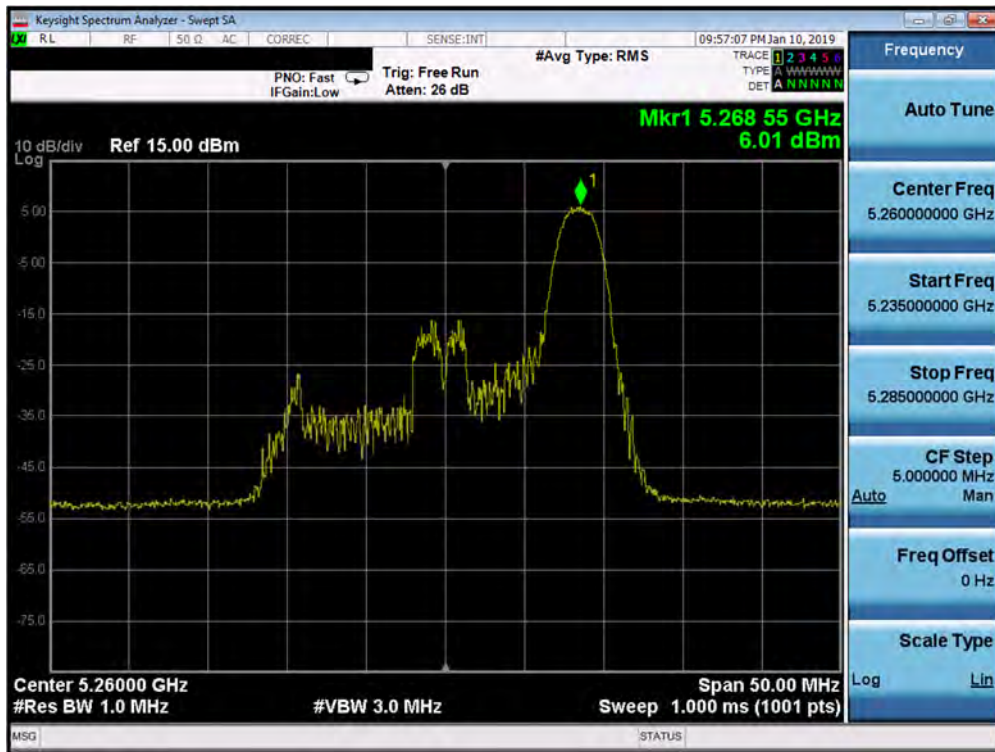 Keysight Spectrum Analyzer - Swept SA
RL RF 50 Ω AC CORREC SENSE:INT 09:57:07 PM Jan 10, 2019
#Avg Type: RMS TRACE 1 2 3 4 5 6
PNO: Fast Trig: Free Run TYPE A WWWWW
IFGain:Low Atten: 26 dB DET A N N N N N
Mkr1 5.268 55 GHz
6.01 dBm
10 dB/div Ref 15.00 dBm
Log
1
5.00
-5.00
-15.0
-25.0
-35.0
-45.0
-55.0
-65.0
-75.0
Center 5.26000 GHz Span 50.00 MHz
#Res BW 1.0 MHz #VBW 3.0 MHz Sweep 1.000 ms (1001 pts)
MSG STATUS
Frequency
Auto Tune
Center Freq
5.260000000 GHz
Start Freq
5.235000000 GHz
Stop Freq
5.285000000 GHz
CF Step
5.000000 MHz
Auto Man
Freq Offset
0 Hz
Scale Type
Log Lin